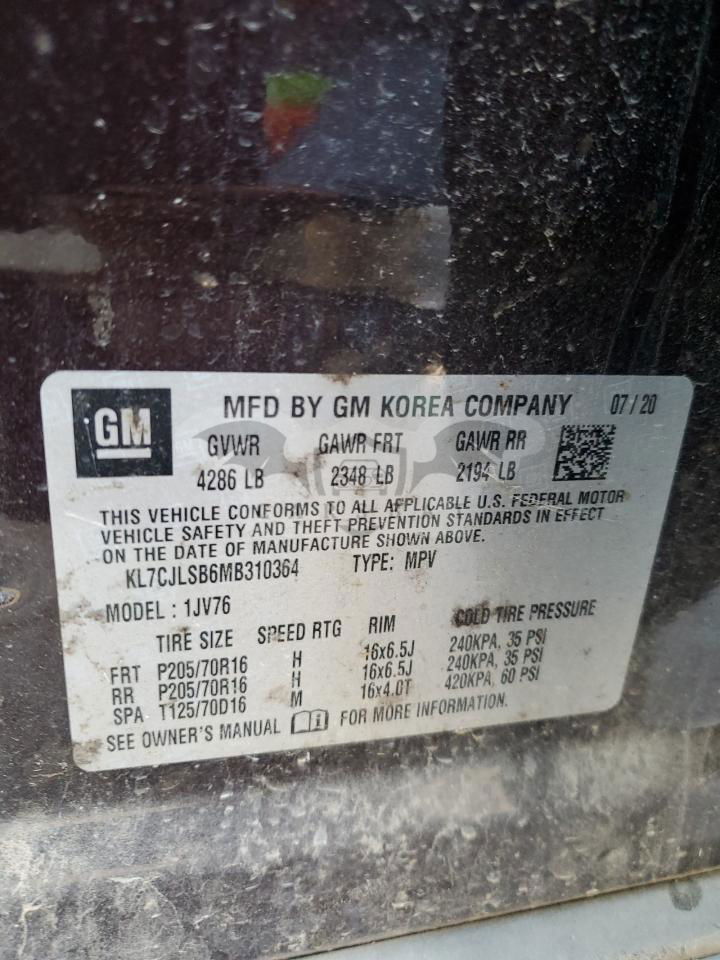 GM
MFD BY GM KOREA COMPANY 07/20
GVWR GAWR FRT GAWR RR
4286 LB 2348 LB 2194 LB
THIS VEHICLE CONFORMS TO ALL APPLICABLE U.S. FEDERAL MOTOR
VEHICLE SAFETY AND THEFT PREVENTION STANDARDS IN EFFECT
ON THE DATE OF MANUFACTURE SHOWN ABOVE.
KL7CJLSB6MB310364 TYPE: MPV
MODEL : 1JV76
TIRE SIZE SPEED RTG RIM COLD TIRE PRESSURE
FRT P205/70R16 H 16x6.5J 240KPA, 35 PSI
RR P205/70R16 H 16x6.5J 240KPA, 35 PSI
SPA T125/70D16 M 16x4.0T 420KPA, 60 PSI
SEE OWNER'S MANUAL FOR MORE INFORMATION.